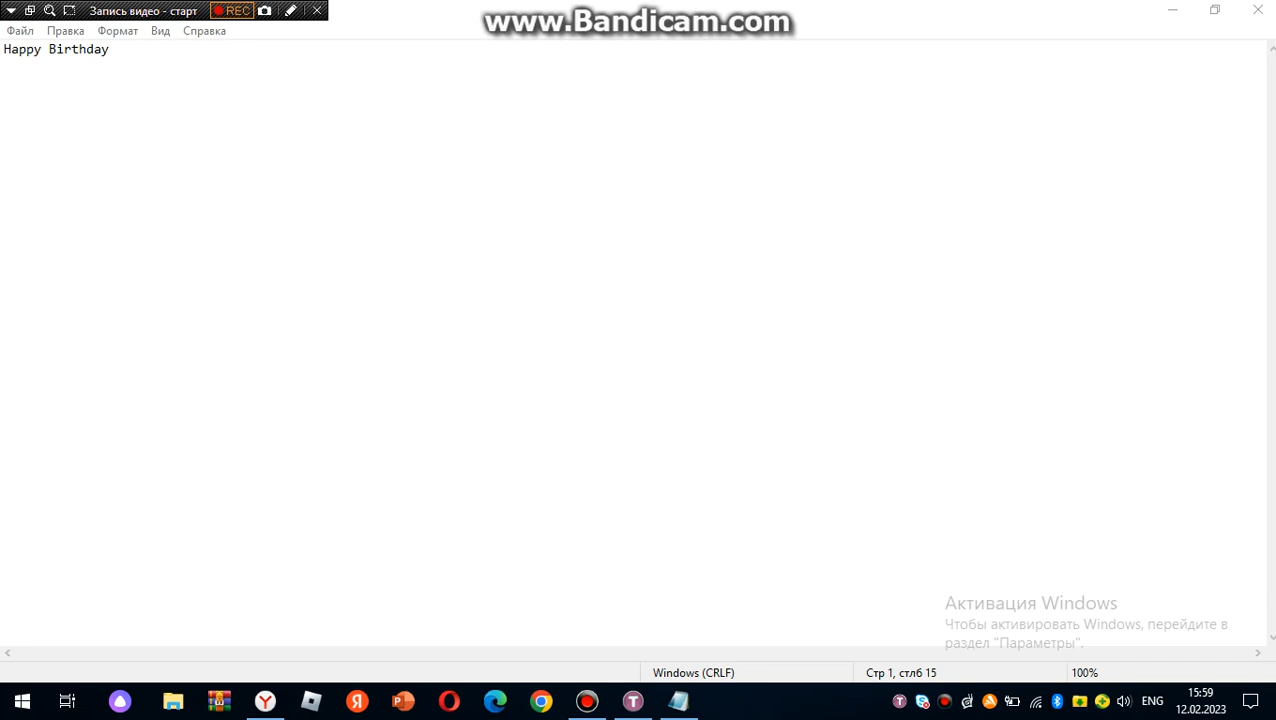 Запись видео - старт REC
www.Bandicam.com
Файл Правка Формат Вид Справка
Happy Birthday
Активация Windows
Чтобы активировать Windows, перейдите в
раздел "Параметры".
Windows (CRLF) Стр 1, стлб 15 100%
ENG 15:59
12.02.2023